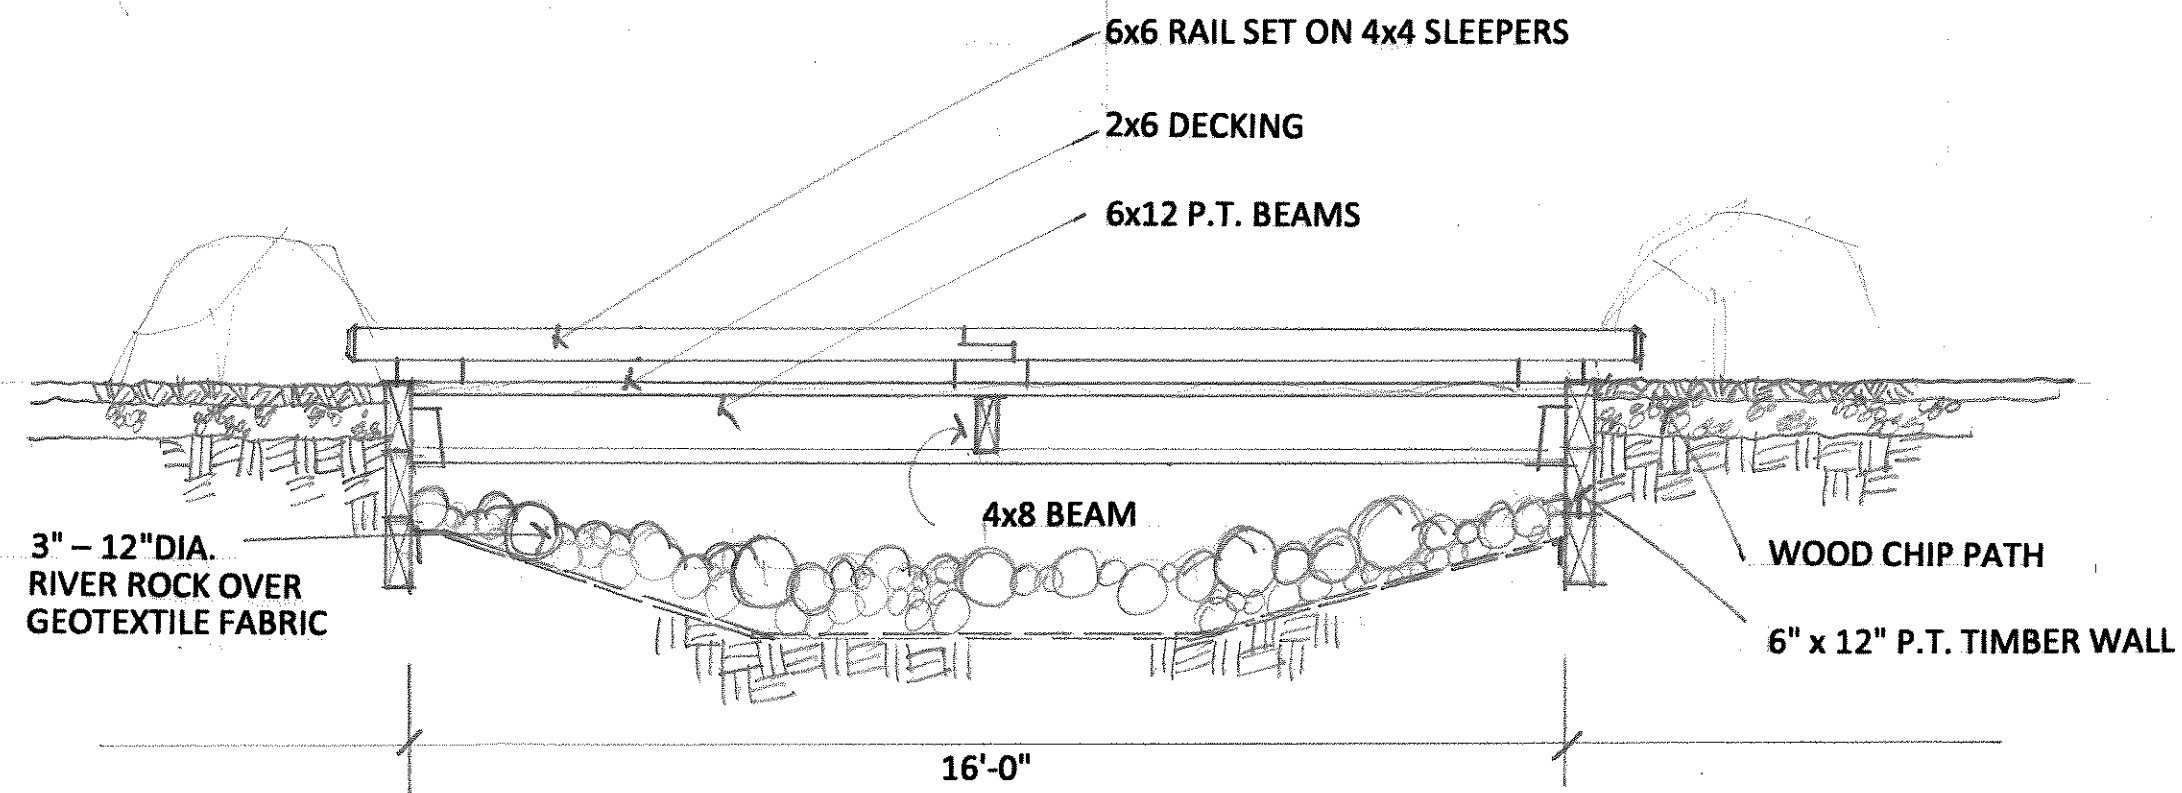 6x6 RAIL SET ON 4x4 SLEEPERS
2x6 DECKING
6x12 P.T. BEAMS
4x8 BEAM
3" – 12"DIA.
RIVER ROCK OVER
GEOTEXTILE FABRIC
WOOD CHIP PATH
6" x 12" P.T. TIMBER WALL
16'-0"